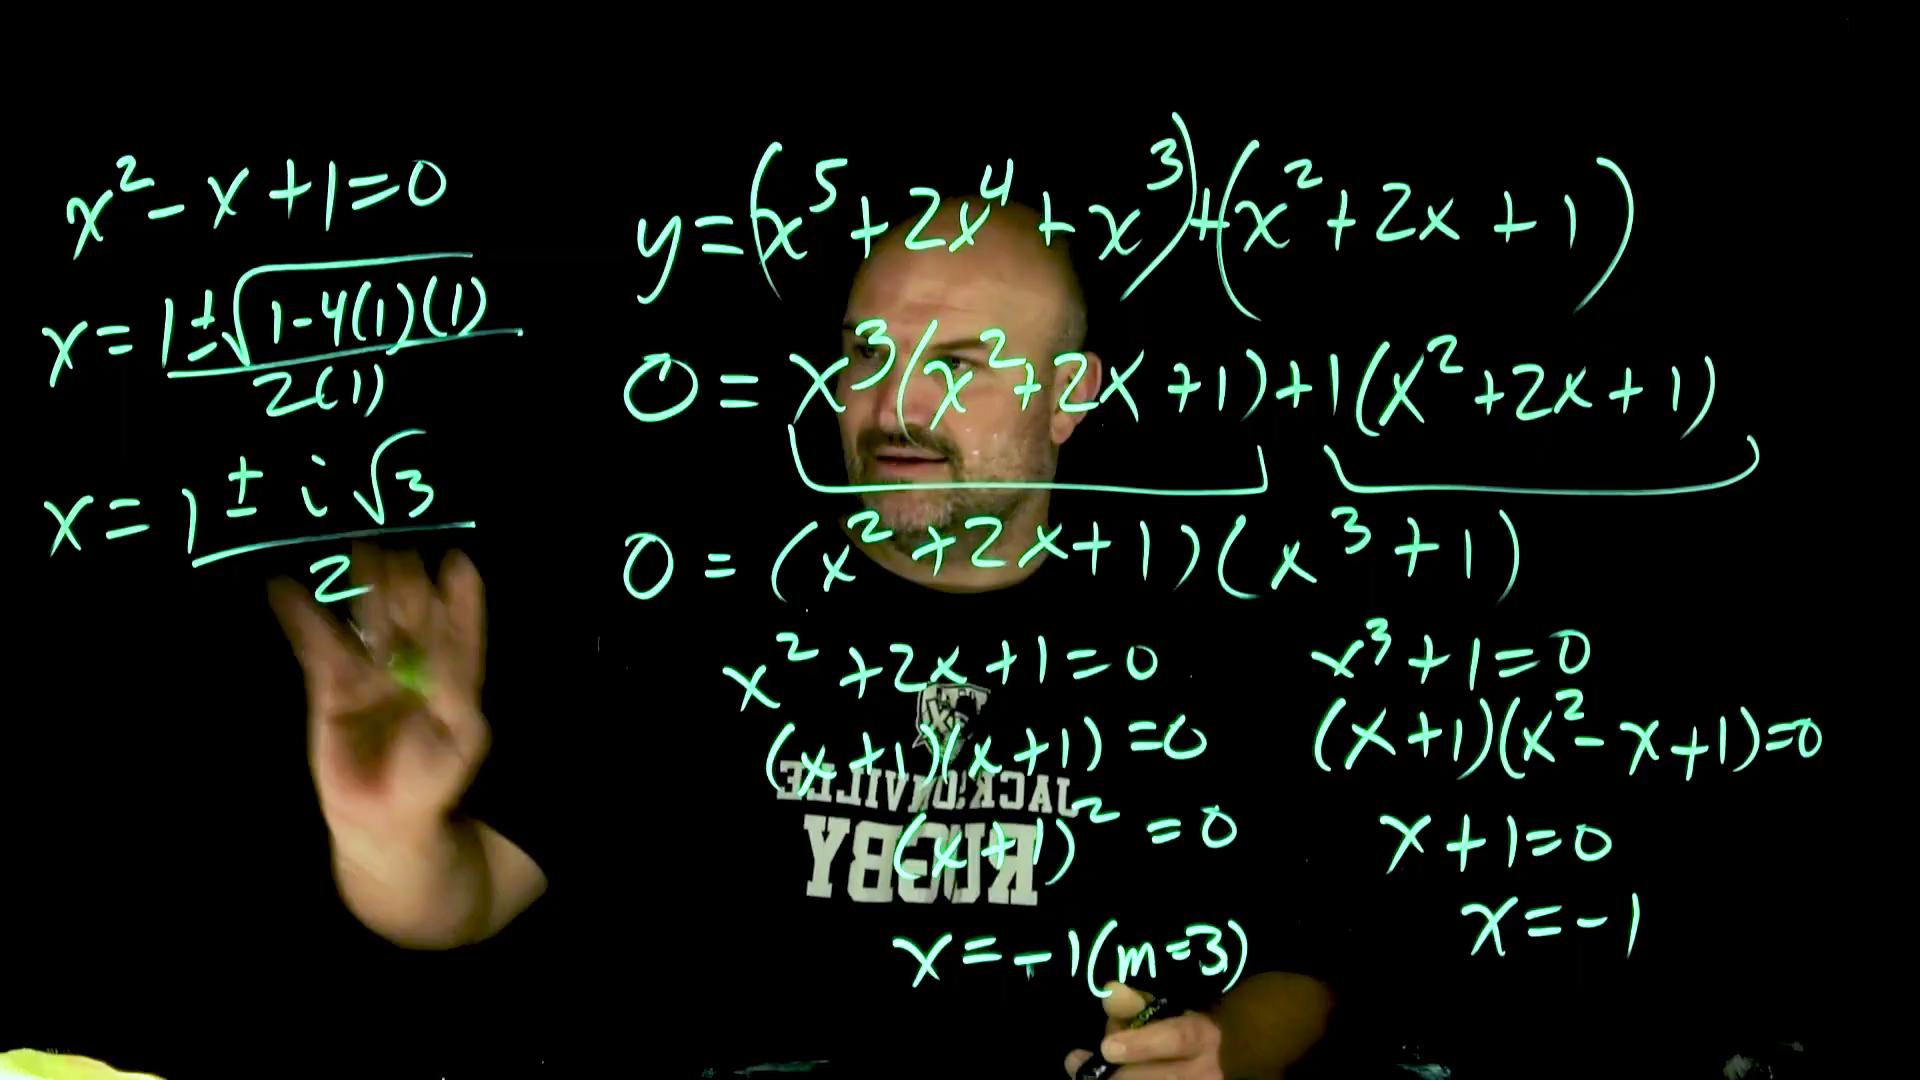 x² - x + 1 = 0
x = 1 ± √1-4(1)(1) / 2(1)
x = 1 ± i√3 / 2
y = (x⁵ + 2x⁴ + x³) + (x² + 2x + 1)
0 = x³(x² + 2x + 1) + 1(x² + 2x + 1)
0 = (x² + 2x + 1)(x³ + 1)
x² + 2x + 1 = 0
(x + 1)(x + 1) = 0
(x + 1)² = 0
x = -1 (m = 3)
x³ + 1 = 0
(x + 1)(x² - x + 1) = 0
x + 1 = 0
x = -1
JACKSONVILLE
RUGBY